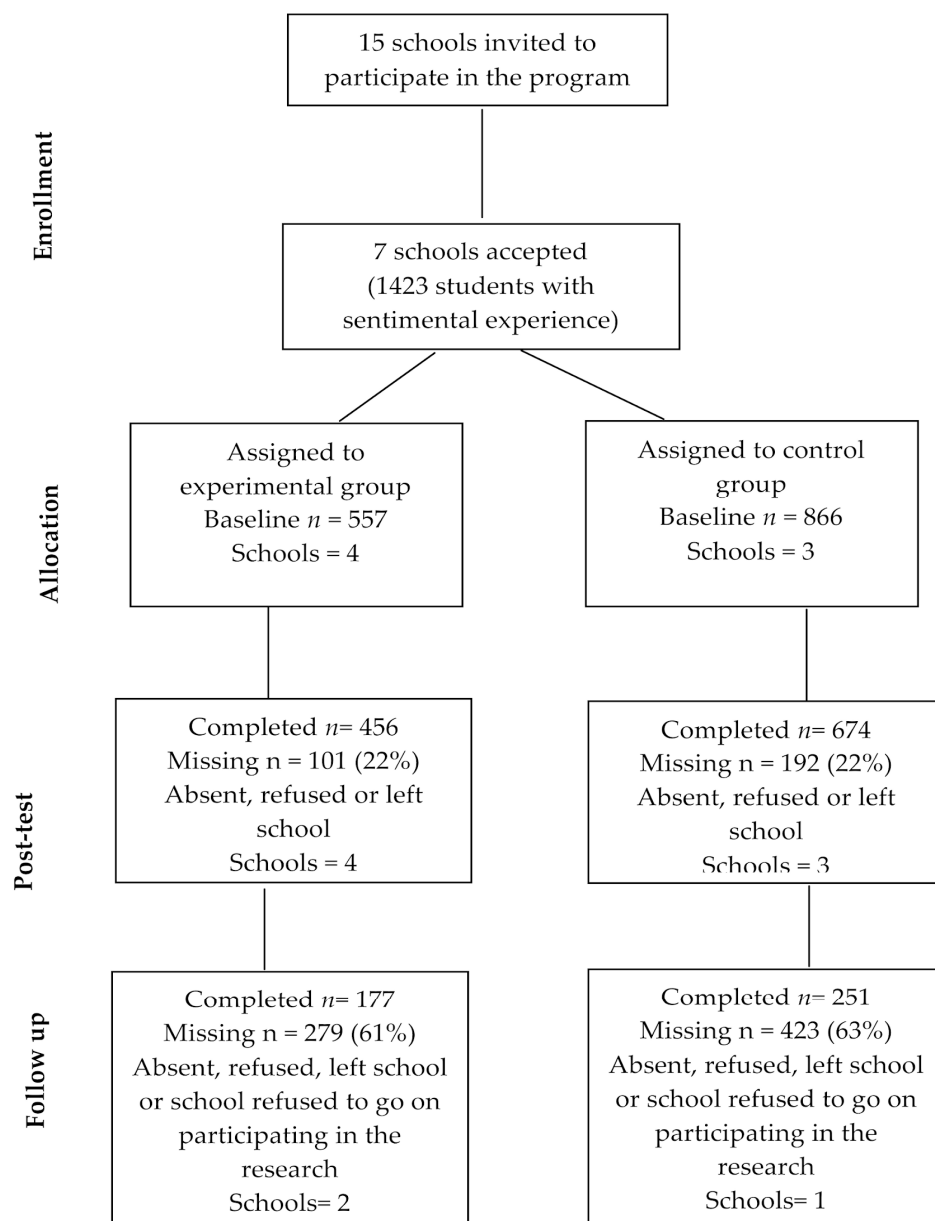 15 schools invited to
participate in the program
Enrollment
7 schools accepted
(1423 students with
sentimental experience)
Allocation
Assigned to
experimental group
Baseline n = 557
Schools = 4
Assigned to control
group
Baseline n = 866
Schools = 3
Post-test
Completed n= 456
Missing n = 101 (22%)
Absent, refused or left
school
Schools = 4
Completed n= 674
Missing n = 192 (22%)
Absent, refused or left
school
Schools = 3
Follow up
Completed n= 177
Missing n = 279 (61%)
Absent, refused, left school
or school refused to go on
participating in the
research
Schools= 2
Completed n= 251
Missing n = 423 (63%)
Absent, refused, left school
or school refused to go on
participating in the
research
Schools= 1